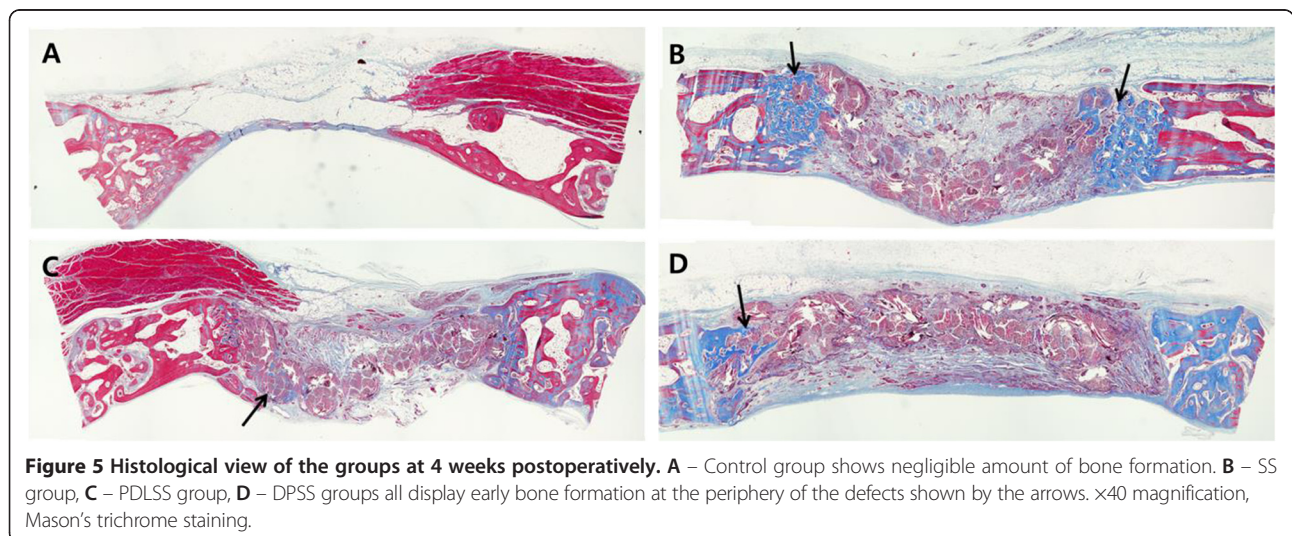 A
B
C
D
Figure 5 Histological view of the groups at 4 weeks postoperatively. A – Control group shows negligible amount of bone formation. B – SS
group, C – PDLSS group, D – DPSS groups all display early bone formation at the periphery of the defects shown by the arrows. ×40 magnification,
Mason's trichrome staining.